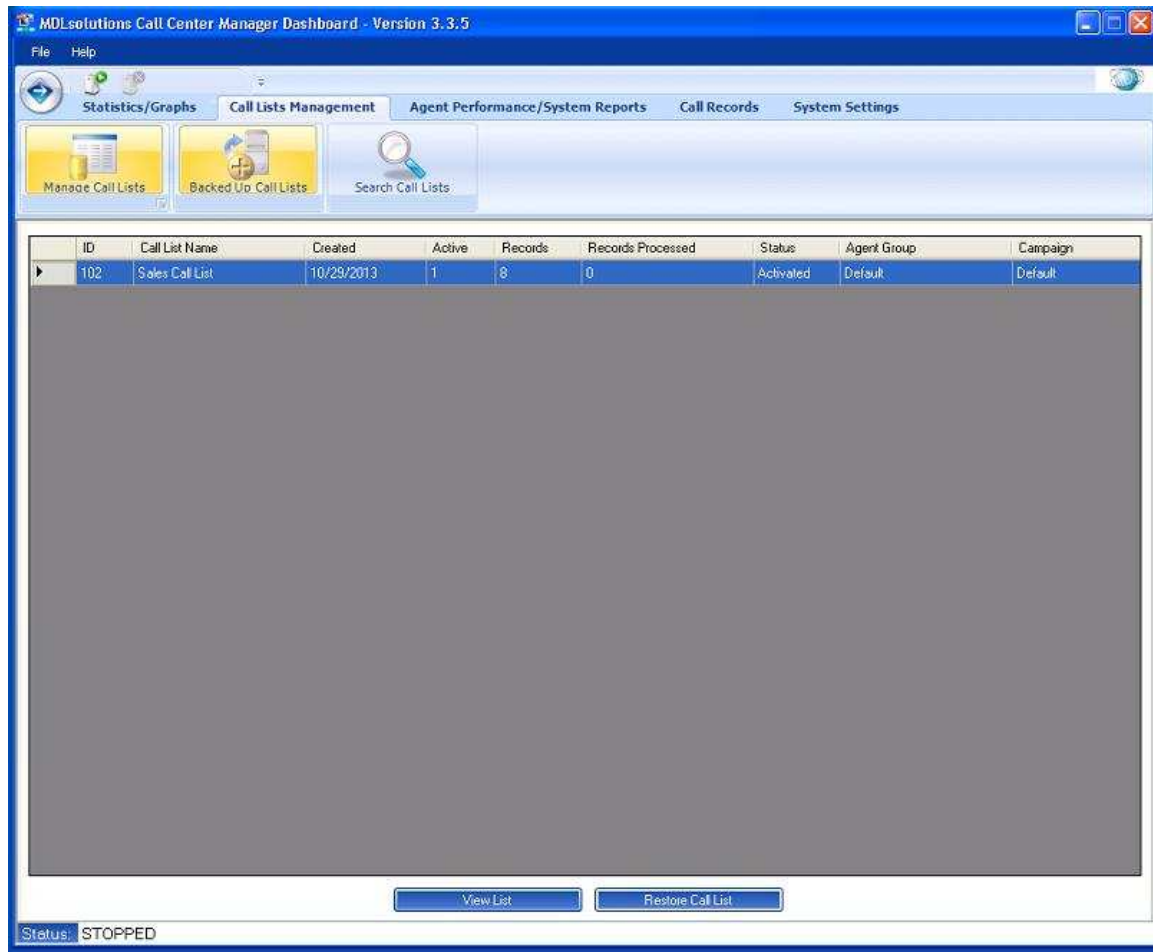 MDLsolutions Call Center Manager Dashboard - Version 3.3.5
File Help
Statistics/Graphs Call Lists Management Agent Performance/System Reports Call Records System Settings
Manage Call Lists Backed Up Call Lists Search Call Lists
ID Call List Name Created Active Records Records Processed Status Agent Group Campaign
102 Sales Call List 10/29/2013 1 8 0 Activated Default Default
View List Restore Call List
Status: STOPPED